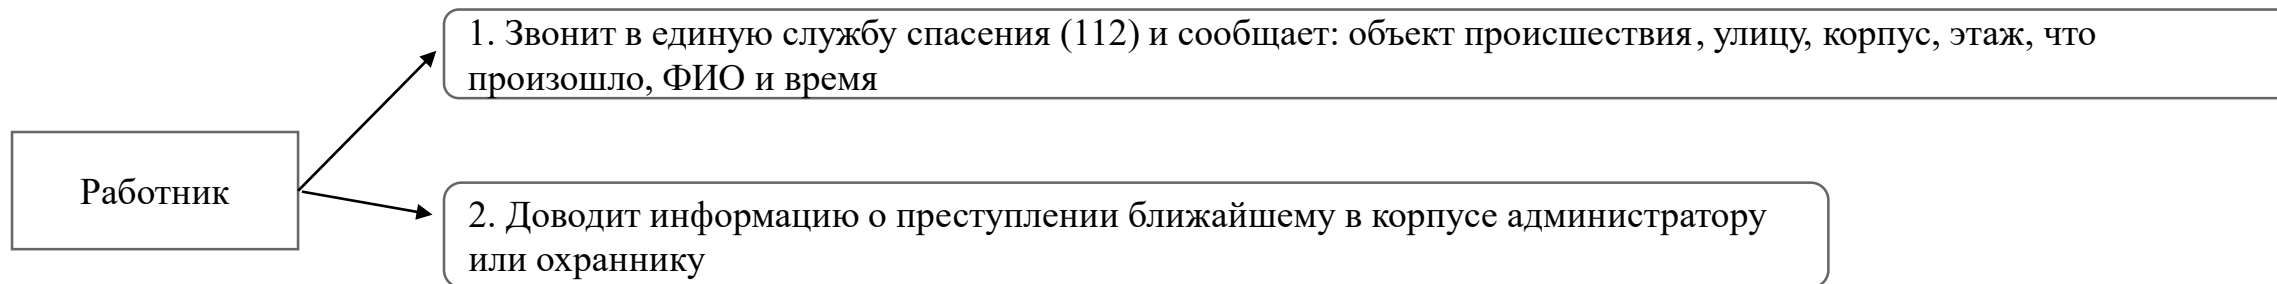 1. Звонит в единую службу спасения (112) и сообщает: объект происшествия, улицу, корпус, этаж, что
произошло, ФИО и время
Работник
2. Доводит информацию о преступлении ближайшему в корпусе администратору
или охраннику